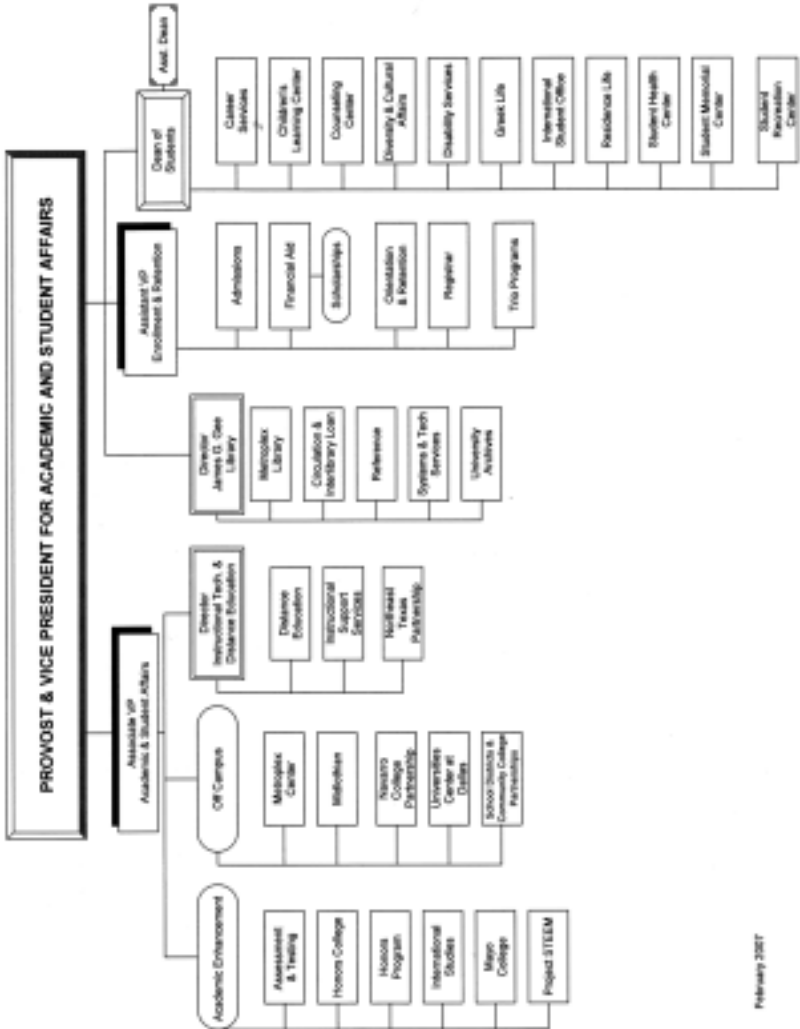 PROVOST & VICE PRESIDENT FOR ACADEMIC AND STUDENT AFFAIRS
Associate VP
Academic & Student Affairs
Academic Enhancement
Assessment
& Testing
Honors College
Honors
Program
International
Studies
Mayo
College
Project STEEM
Off Campus
Metroplex
Center
Midlothian
Navarro
College
Partnership
Universities
Center at
Dallas
School Districts &
Community College
Partnerships
Director
Instructional Tech. &
Distance Education
Distance
Education
Instructional
Support
Services
Northeast
Texas
Partnership
Director
James G. Gee
Library
Metroplex
Library
Circulation &
Interlibrary Loan
Reference
Systems & Tech
Services
University
Archives
Assistant VP
Enrollment & Retention
Admissions
Financial Aid
Scholarships
Orientation
& Retention
Registrar
Trio Programs
Dean of
Students
Asst. Dean
Career
Services
Children's
Learning Center
Counseling
Center
Diversity & Cultural
Affairs
Disability Services
Greek Life
International
Student Office
Residence Life
Student Health
Center
Student Memorial
Center
Student
Recreation
Center
February 2007